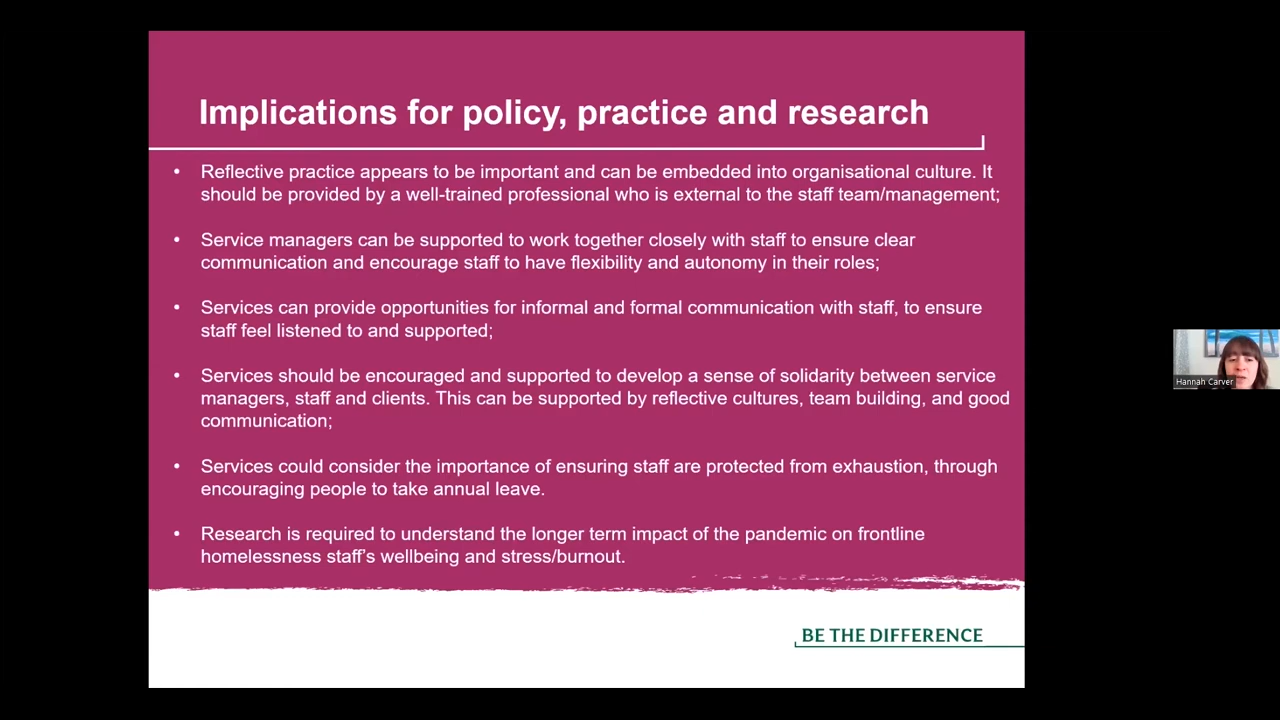 Implications for policy, practice and research
• Reflective practice appears to be important and can be embedded into organisational culture. It
should be provided by a well-trained professional who is external to the staff team/management;
• Service managers can be supported to work together closely with staff to ensure clear
communication and encourage staff to have flexibility and autonomy in their roles;
• Services can provide opportunities for informal and formal communication with staff, to ensure
staff feel listened to and supported;
• Services should be encouraged and supported to develop a sense of solidarity between service
managers, staff and clients. This can be supported by reflective cultures, team building, and good
communication;
• Services could consider the importance of ensuring staff are protected from exhaustion, through
encouraging people to take annual leave.
• Research is required to understand the longer term impact of the pandemic on frontline
homelessness staff's wellbeing and stress/burnout.
BE THE DIFFERENCE
Hannah Carver